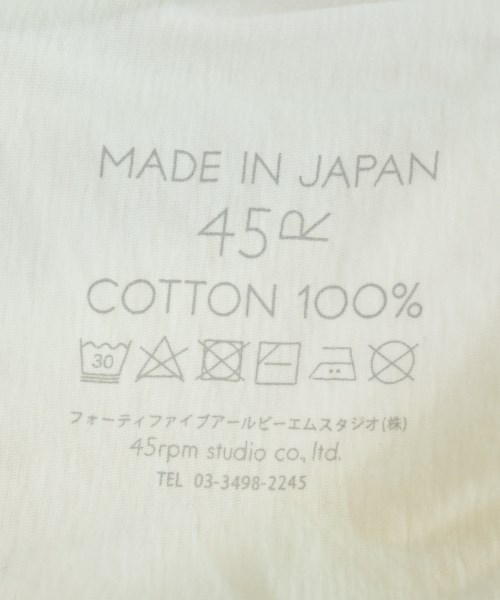 MADE IN JAPAN
45R
COTTON 100%
30
フォーティファイブアールピーエムスタジオ(株)
45rpm studio co., ltd.
TEL 03-3498-2245